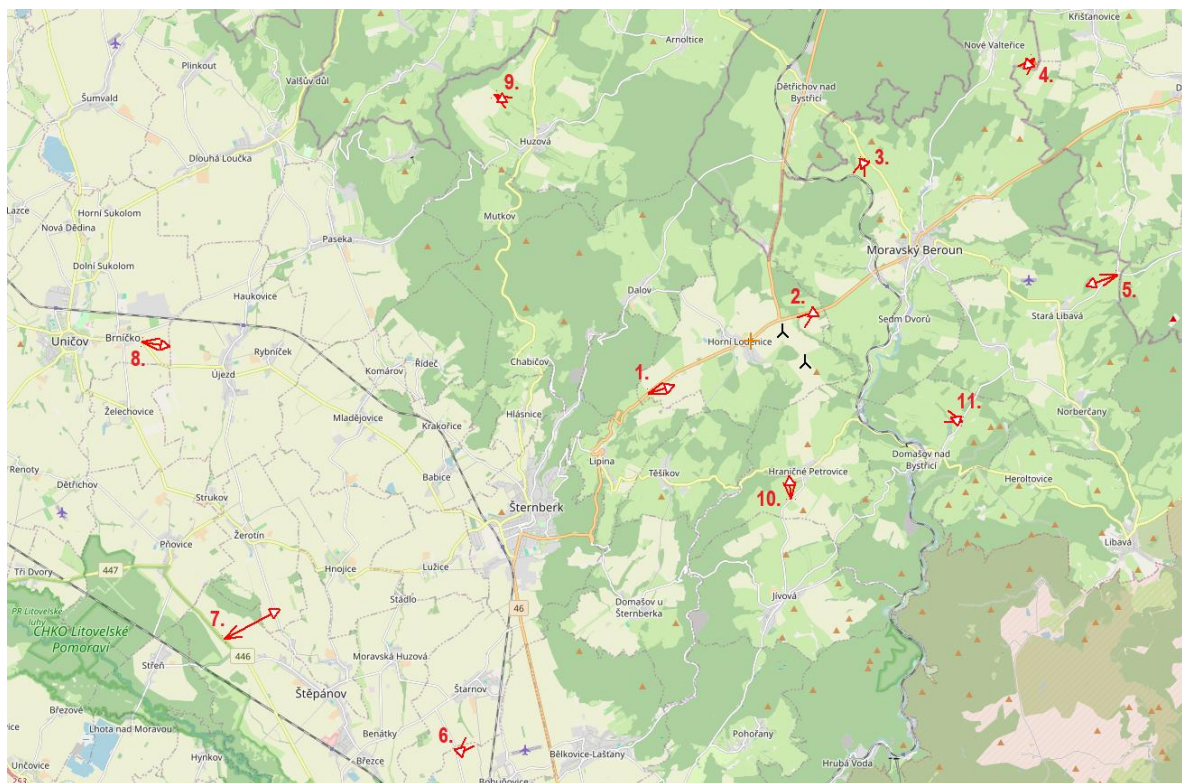 Křišťanovice
Nové Valteřice
Arnoltice
Plinkout
Valšův důl
Šumvald
4.
9.
Dětřichov nad
Bystřicí
Huzová
Dlouhá Loučka
3.
Lazce
Horní Sukolom
Nová Dědina
Mutkov
Paseka
Moravský Beroun
Dolní Sukolom
5.
Dalov
2.
Haukovice
Stará Libavá
Sedm Dvorů
Uničov
Brníčko
8.
Rybníček
Horní Loděnice
Řídeč
Chabičov
Komárov
Újezd
1.
11.
Želechovice
Hlásnice
Mladějovice
Krakořice
Norberčany
Domašov nad
Bystřicí
Renoty
Lipina
Babice
Těšíkov
Hraničné Petrovice
Heroltovice
Dětřichov
Strukov
10.
Šternberk
Žerotín
Pňovice
Libavá
Tři Dvory
447
Hnojice
Lužice
Stádlo
Jívová
46
Domašov u
Šternberka
PR Litovelské
luhy
CHKO Litovelské
Pomoraví
7.
446
Střeň
Moravská Huzová
Štěpánov
Štarnov
Březové
Lhota nad Moravou
Benátky
6.
Pohořany
Unčovice
Hynkov
Březce
Bělkovice-Lašťany
Hrubá Voda
253
Bohuňovice